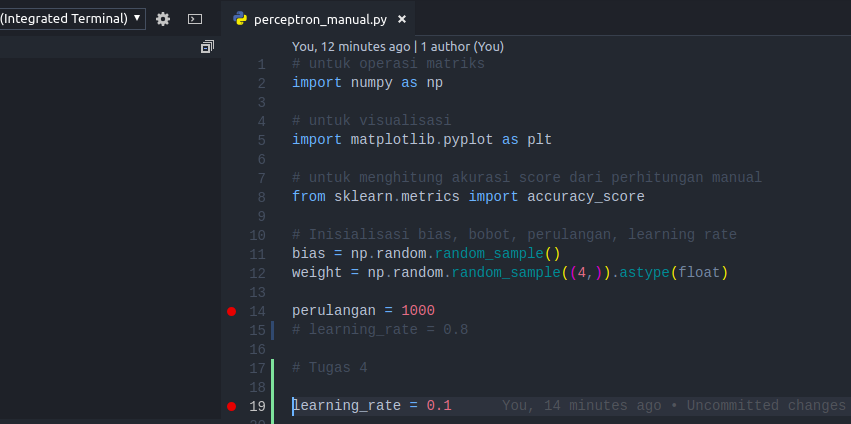 (Integrated Terminal)
perceptron_manual.py ×
You, 12 minutes ago | 1 author (You)
1 # untuk operasi matriks
2 import numpy as np
3
4 # untuk visualisasi
5 import matplotlib.pyplot as plt
6
7 # untuk menghitung akurasi score dari perhitungan manual
8 from sklearn.metrics import accuracy_score
9
10 # Inisialisasi bias, bobot, perulangan, learning rate
11 bias = np.random.random_sample()
12 weight = np.random.random_sample((4,)).astype(float)
13
14 perulangan = 1000
15 # learning_rate = 0.8
16
17 # Tugas 4
18
19 learning_rate = 0.1 You, 14 minutes ago • Uncommitted changes